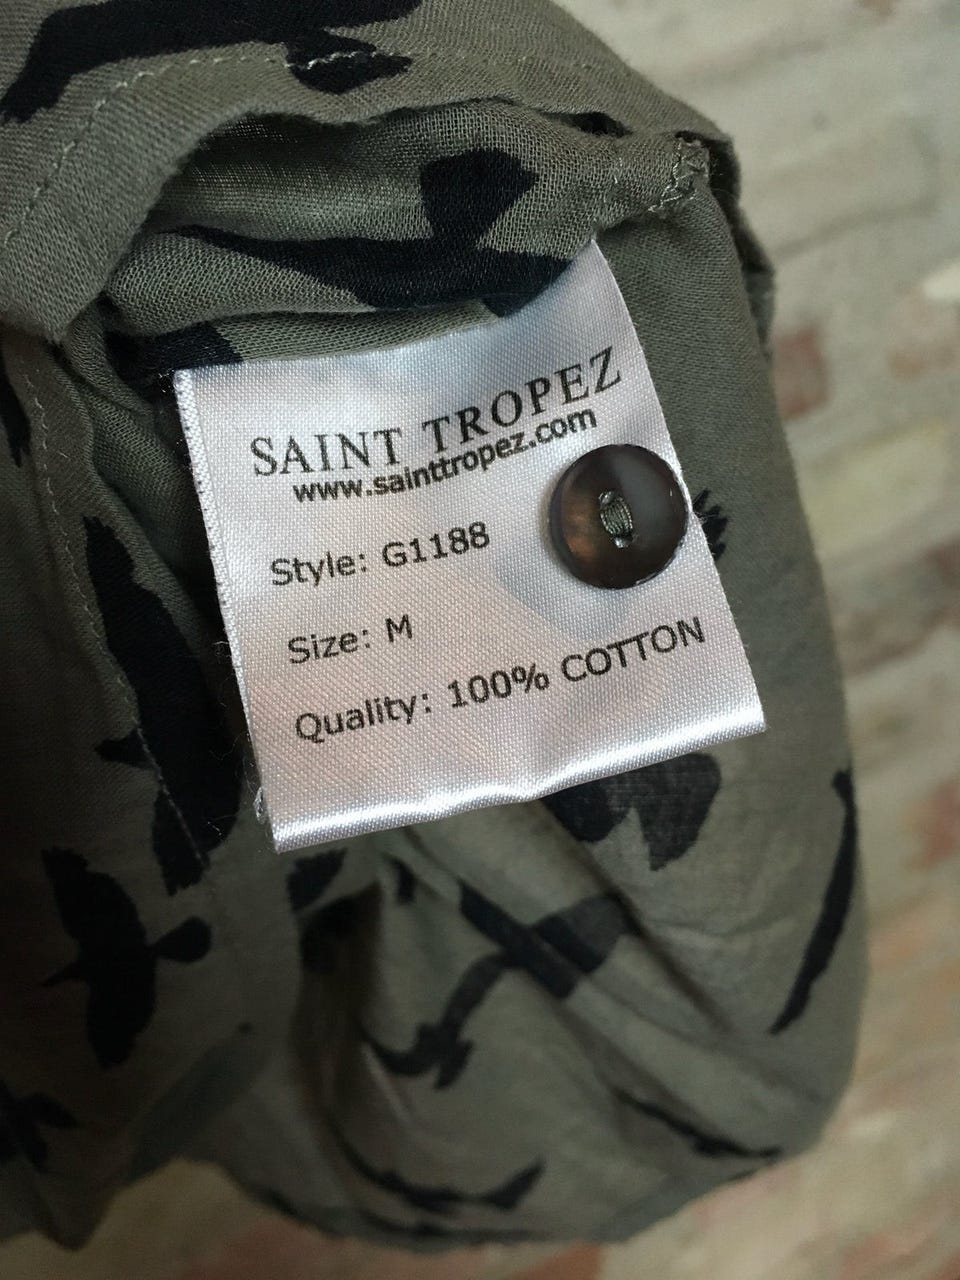 SAINT TROPEZ
www.sainttropez.com
Style: G1188
Size: M
Quality: 100% COTTON